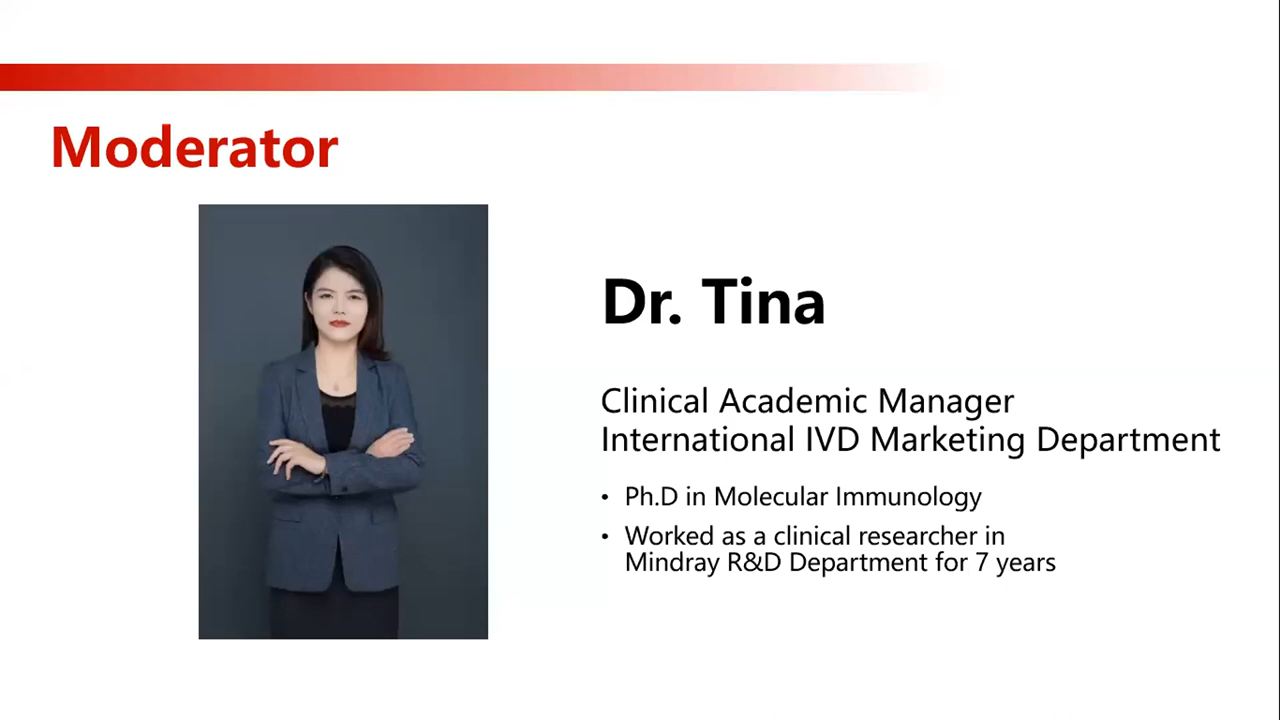 Moderator
Dr. Tina
Clinical Academic Manager
International IVD Marketing Department
• Ph.D in Molecular Immunology
• Worked as a clinical researcher in
Mindray R&D Department for 7 years